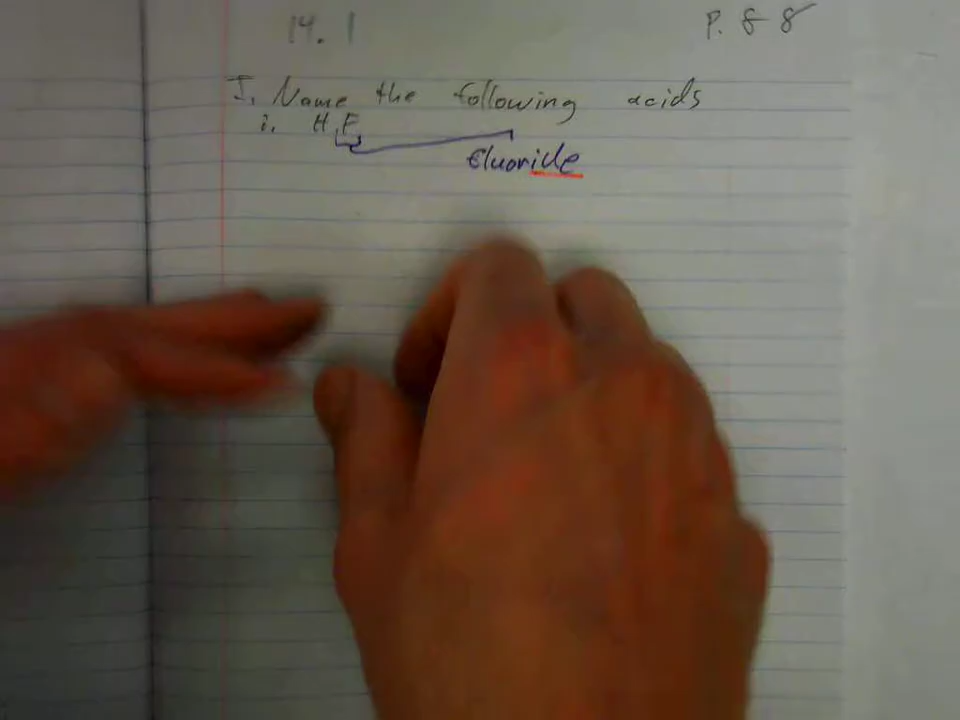 14.1 P. 88
I. Name the following acids
i. HF
fluoride